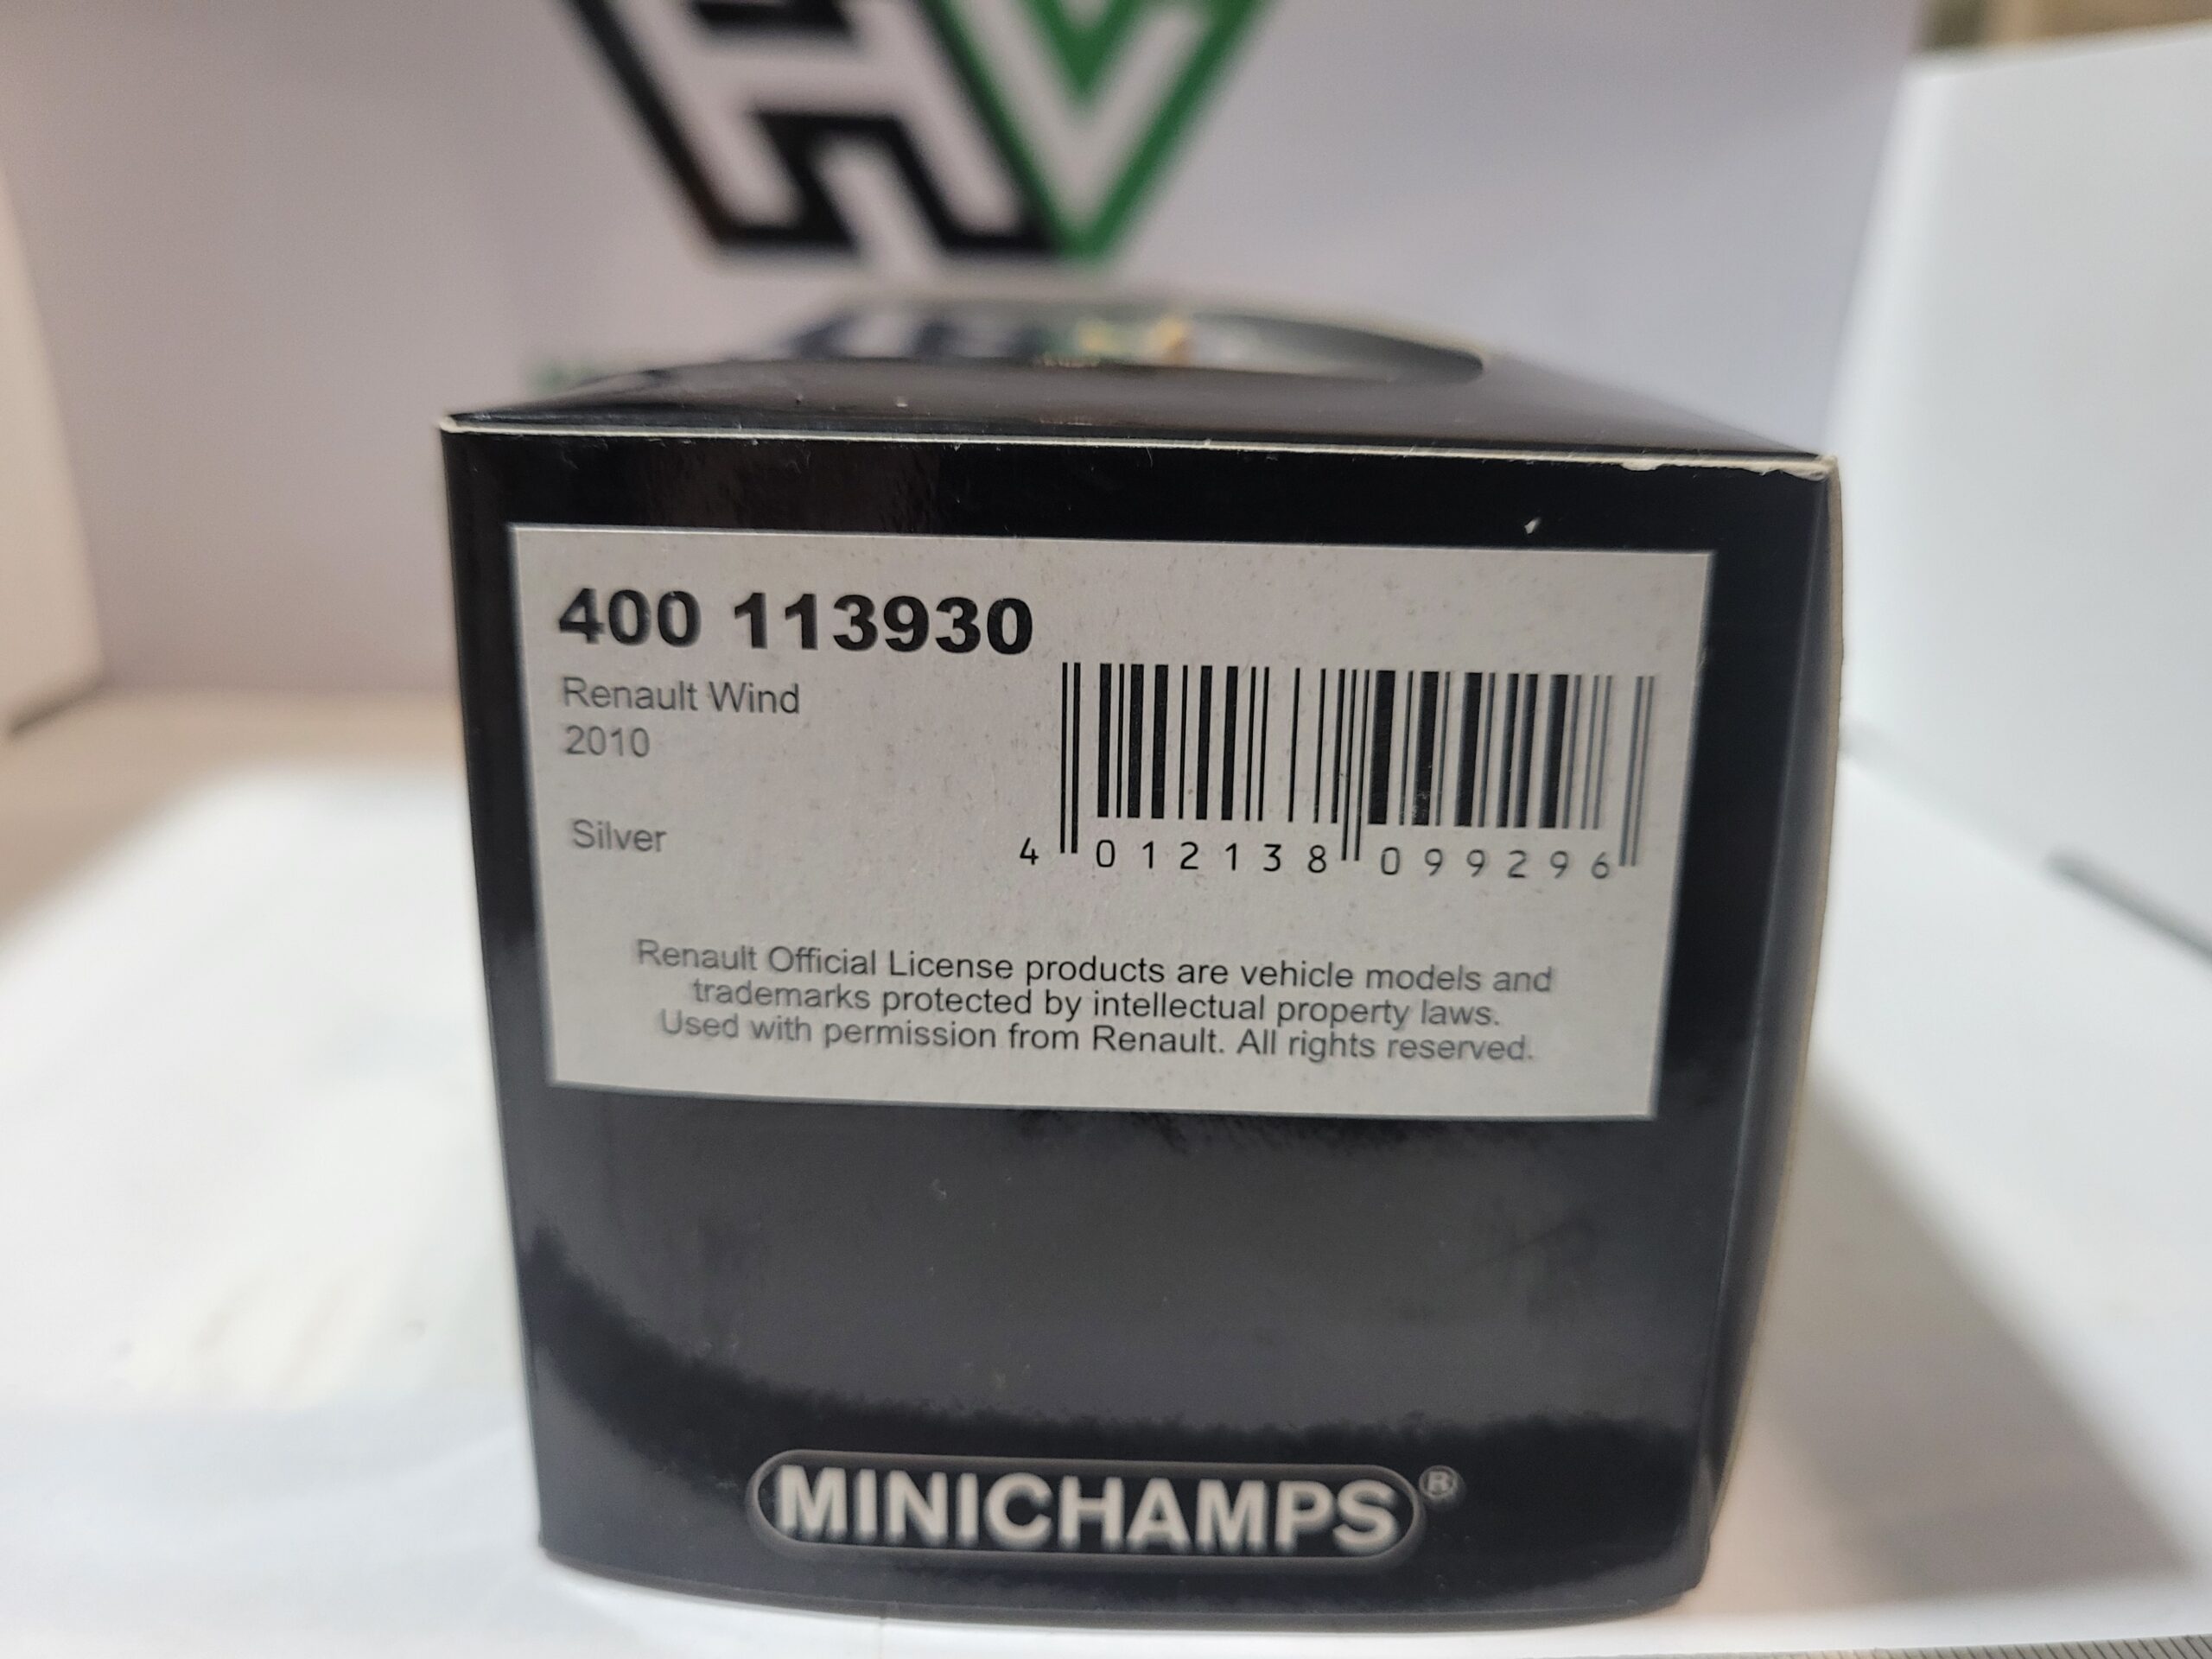 HV
400 113930
Renault Wind
2010
Silver
4 012138 099296
Renault Official License products are vehicle models and
trademarks protected by intellectual property laws.
Used with permission from Renault. All rights reserved.
MINICHAMPS®